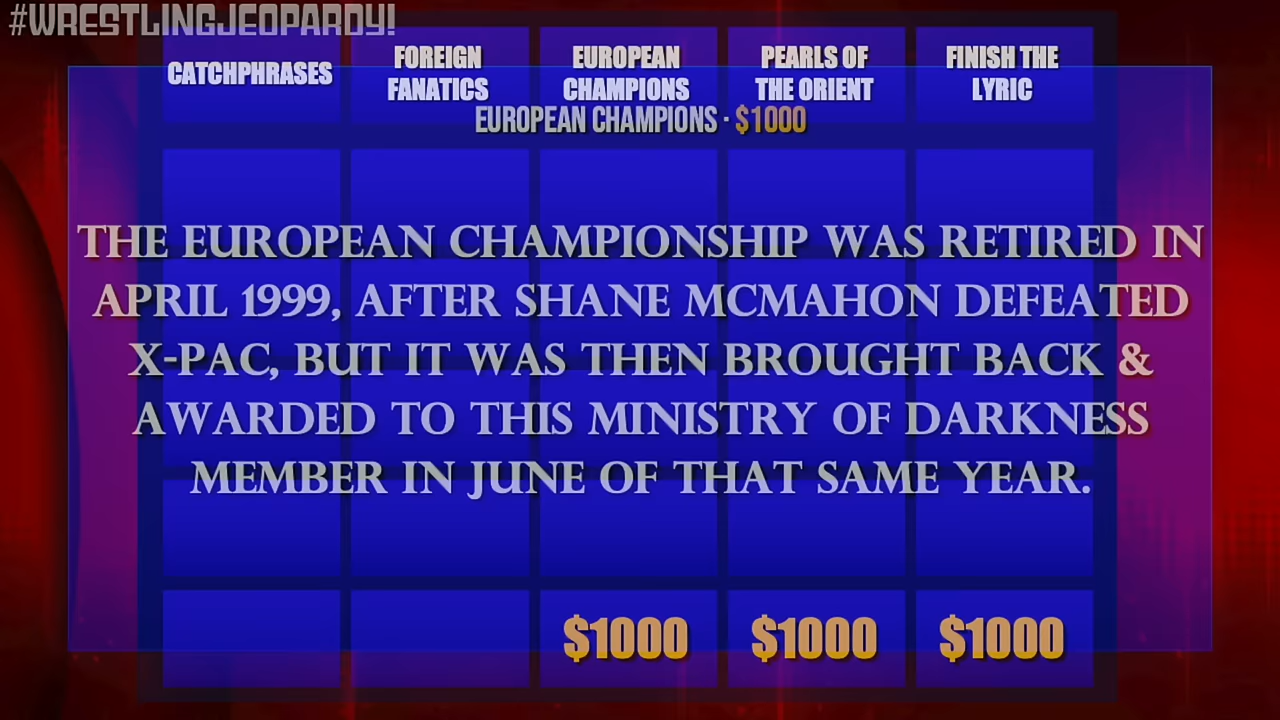 #WRESTLINGJEOPARDY!
CATCHPHRASES
FOREIGN
FANATICS
EUROPEAN
CHAMPIONS
PEARLS OF
THE ORIENT
FINISH THE
LYRIC
EUROPEAN CHAMPIONS · $1000
THE EUROPEAN CHAMPIONSHIP WAS RETIRED IN
APRIL 1999, AFTER SHANE MCMAHON DEFEATED
X-PAC, BUT IT WAS THEN BROUGHT BACK &
AWARDED TO THIS MINISTRY OF DARKNESS
MEMBER IN JUNE OF THAT SAME YEAR.
$1000 $1000 $1000